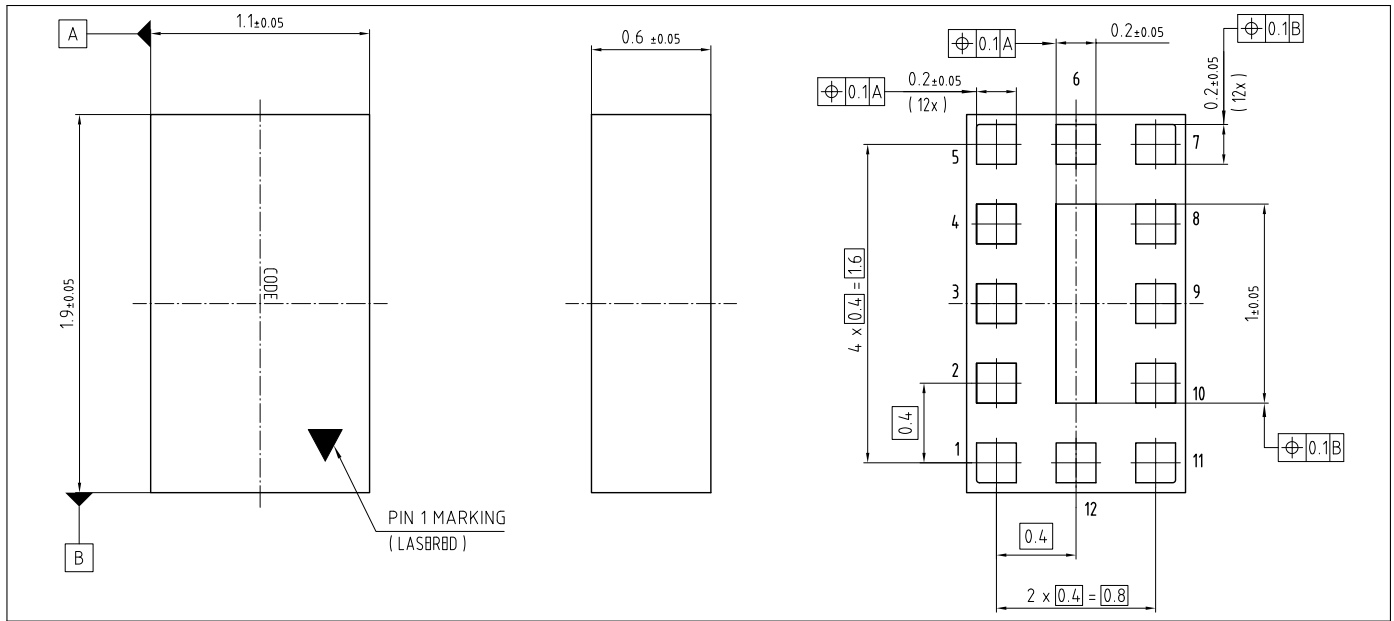 A
1.1±0.05
1.9±0.05
CODE
PIN 1 MARKING
( LASBRBD )
B
0.6 ±0.05
⌖ 0.1 A
0.2±0.05
⌖ 0.1 B
⌖ 0.1 A
0.2±0.05
( 12x )
6
0.2±0.05
( 12x )
5
7
4
8
4 x 0.4 = 1.6
3
9
1±0.05
2
10
0.4
1
11
⌖ 0.1 B
12
0.4
2 x 0.4 = 0.8